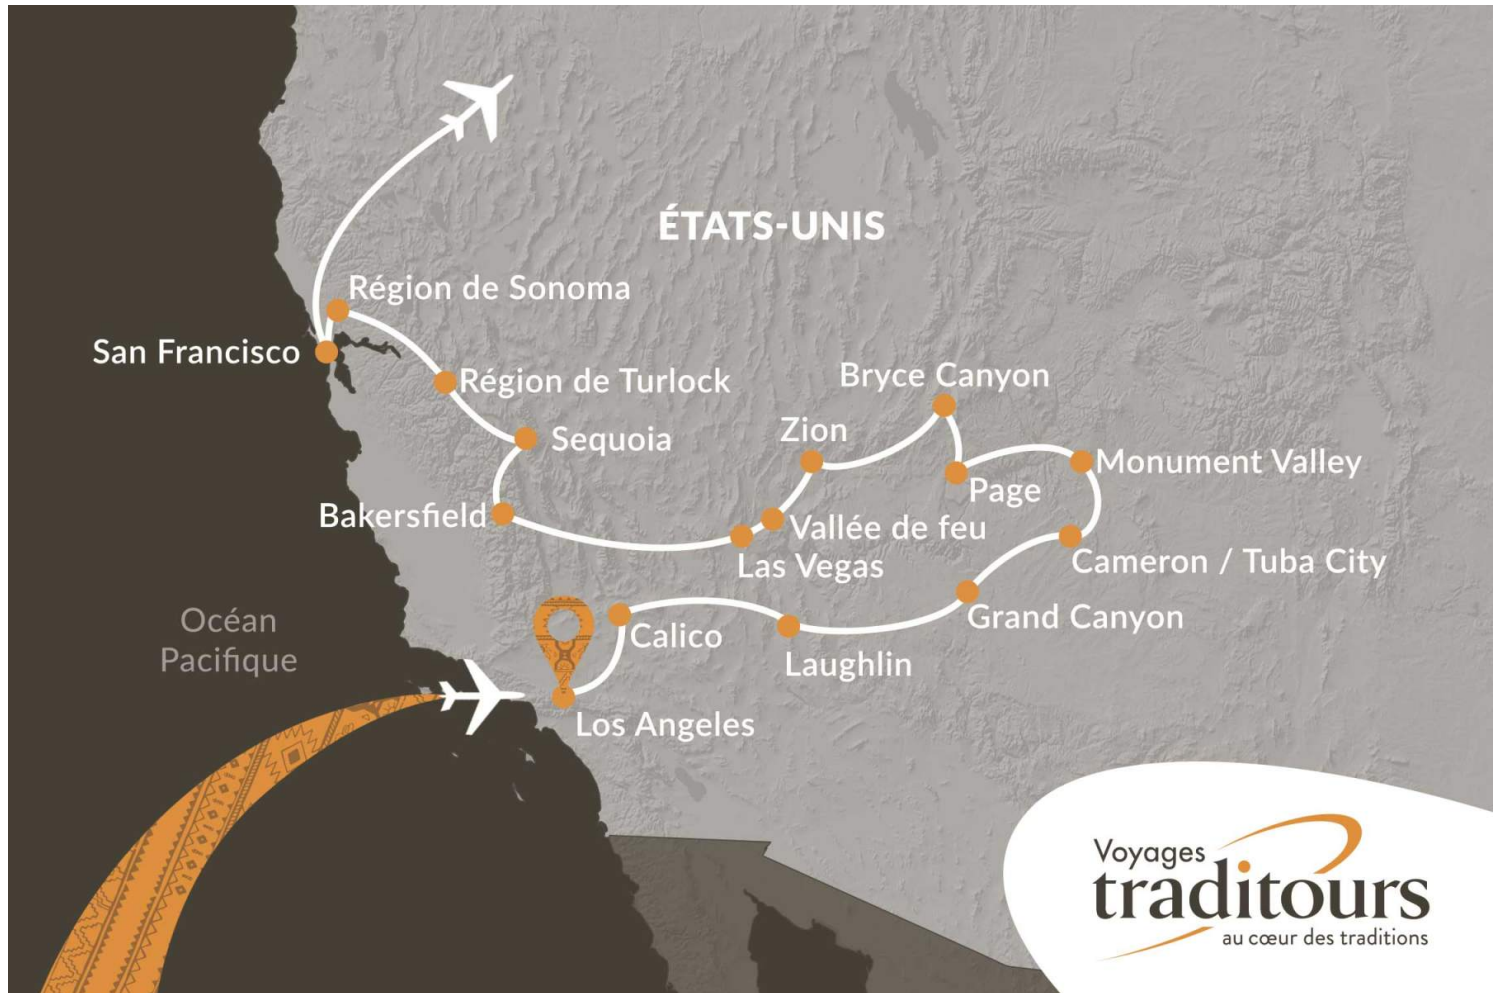 ÉTATS-UNIS
Région de Sonoma
San Francisco
Région de Turlock
Bryce Canyon
Sequoia
Zion
Monument Valley
Page
Bakersfield
Vallée de feu
Las Vegas
Cameron / Tuba City
Grand Canyon
Océan
Pacifique
Calico
Laughlin
Los Angeles
Voyages
traditours
au cœur des traditions